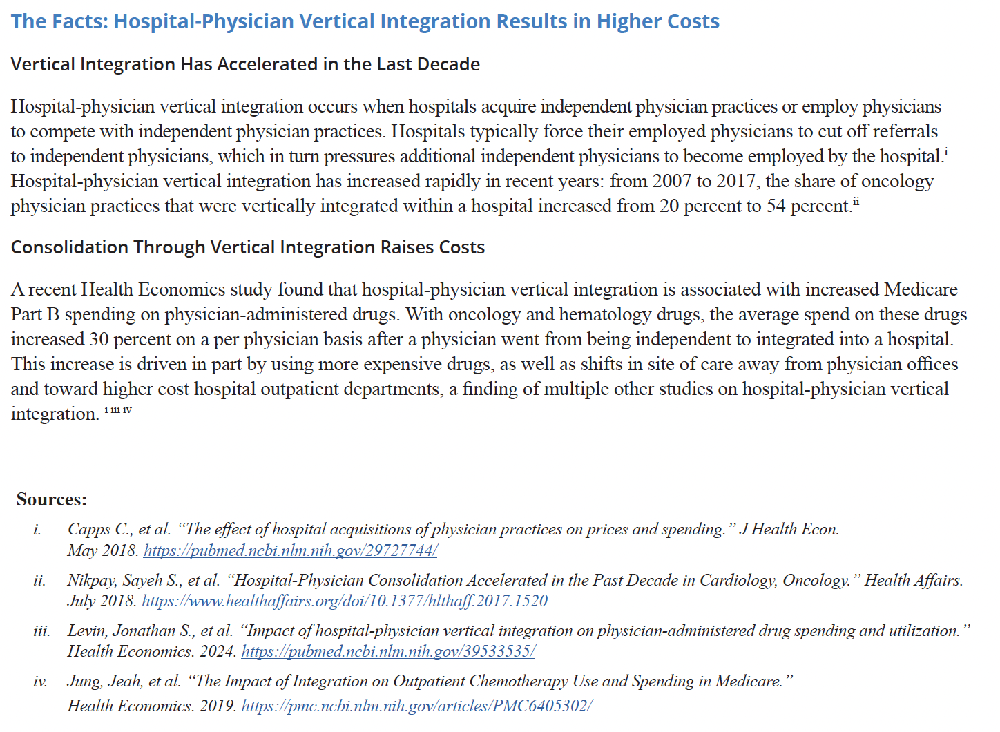 The Facts: Hospital-Physician Vertical Integration Results in Higher Costs
Vertical Integration Has Accelerated in the Last Decade
Hospital-physician vertical integration occurs when hospitals acquire independent physician practices or employ physicians
to compete with independent physician practices. Hospitals typically force their employed physicians to cut off referrals
to independent physicians, which in turn pressures additional independent physicians to become employed by the hospital.i
Hospital-physician vertical integration has increased rapidly in recent years: from 2007 to 2017, the share of oncology
physician practices that were vertically integrated within a hospital increased from 20 percent to 54 percent.ii
Consolidation Through Vertical Integration Raises Costs
A recent Health Economics study found that hospital-physician vertical integration is associated with increased Medicare
Part B spending on physician-administered drugs. With oncology and hematology drugs, the average spend on these drugs
increased 30 percent on a per physician basis after a physician went from being independent to integrated into a hospital.
This increase is driven in part by using more expensive drugs, as well as shifts in site of care away from physician offices
and toward higher cost hospital outpatient departments, a finding of multiple other studies on hospital-physician vertical
integration. i iii iv
Sources:
i. Capps C., et al. “The effect of hospital acquisitions of physician practices on prices and spending.” J Health Econ.
May 2018. https://pubmed.ncbi.nlm.nih.gov/29727744/
ii. Nikpay, Sayeh S., et al. “Hospital-Physician Consolidation Accelerated in the Past Decade in Cardiology, Oncology.” Health Affairs.
July 2018. https://www.healthaffairs.org/doi/10.1377/hlthaff.2017.1520
iii. Levin, Jonathan S., et al. “Impact of hospital-physician vertical integration on physician-administered drug spending and utilization.”
Health Economics. 2024. https://pubmed.ncbi.nlm.nih.gov/39533535/
iv. Jung, Jeah, et al. “The Impact of Integration on Outpatient Chemotherapy Use and Spending in Medicare.”
Health Economics. 2019. https://pmc.ncbi.nlm.nih.gov/articles/PMC6405302/